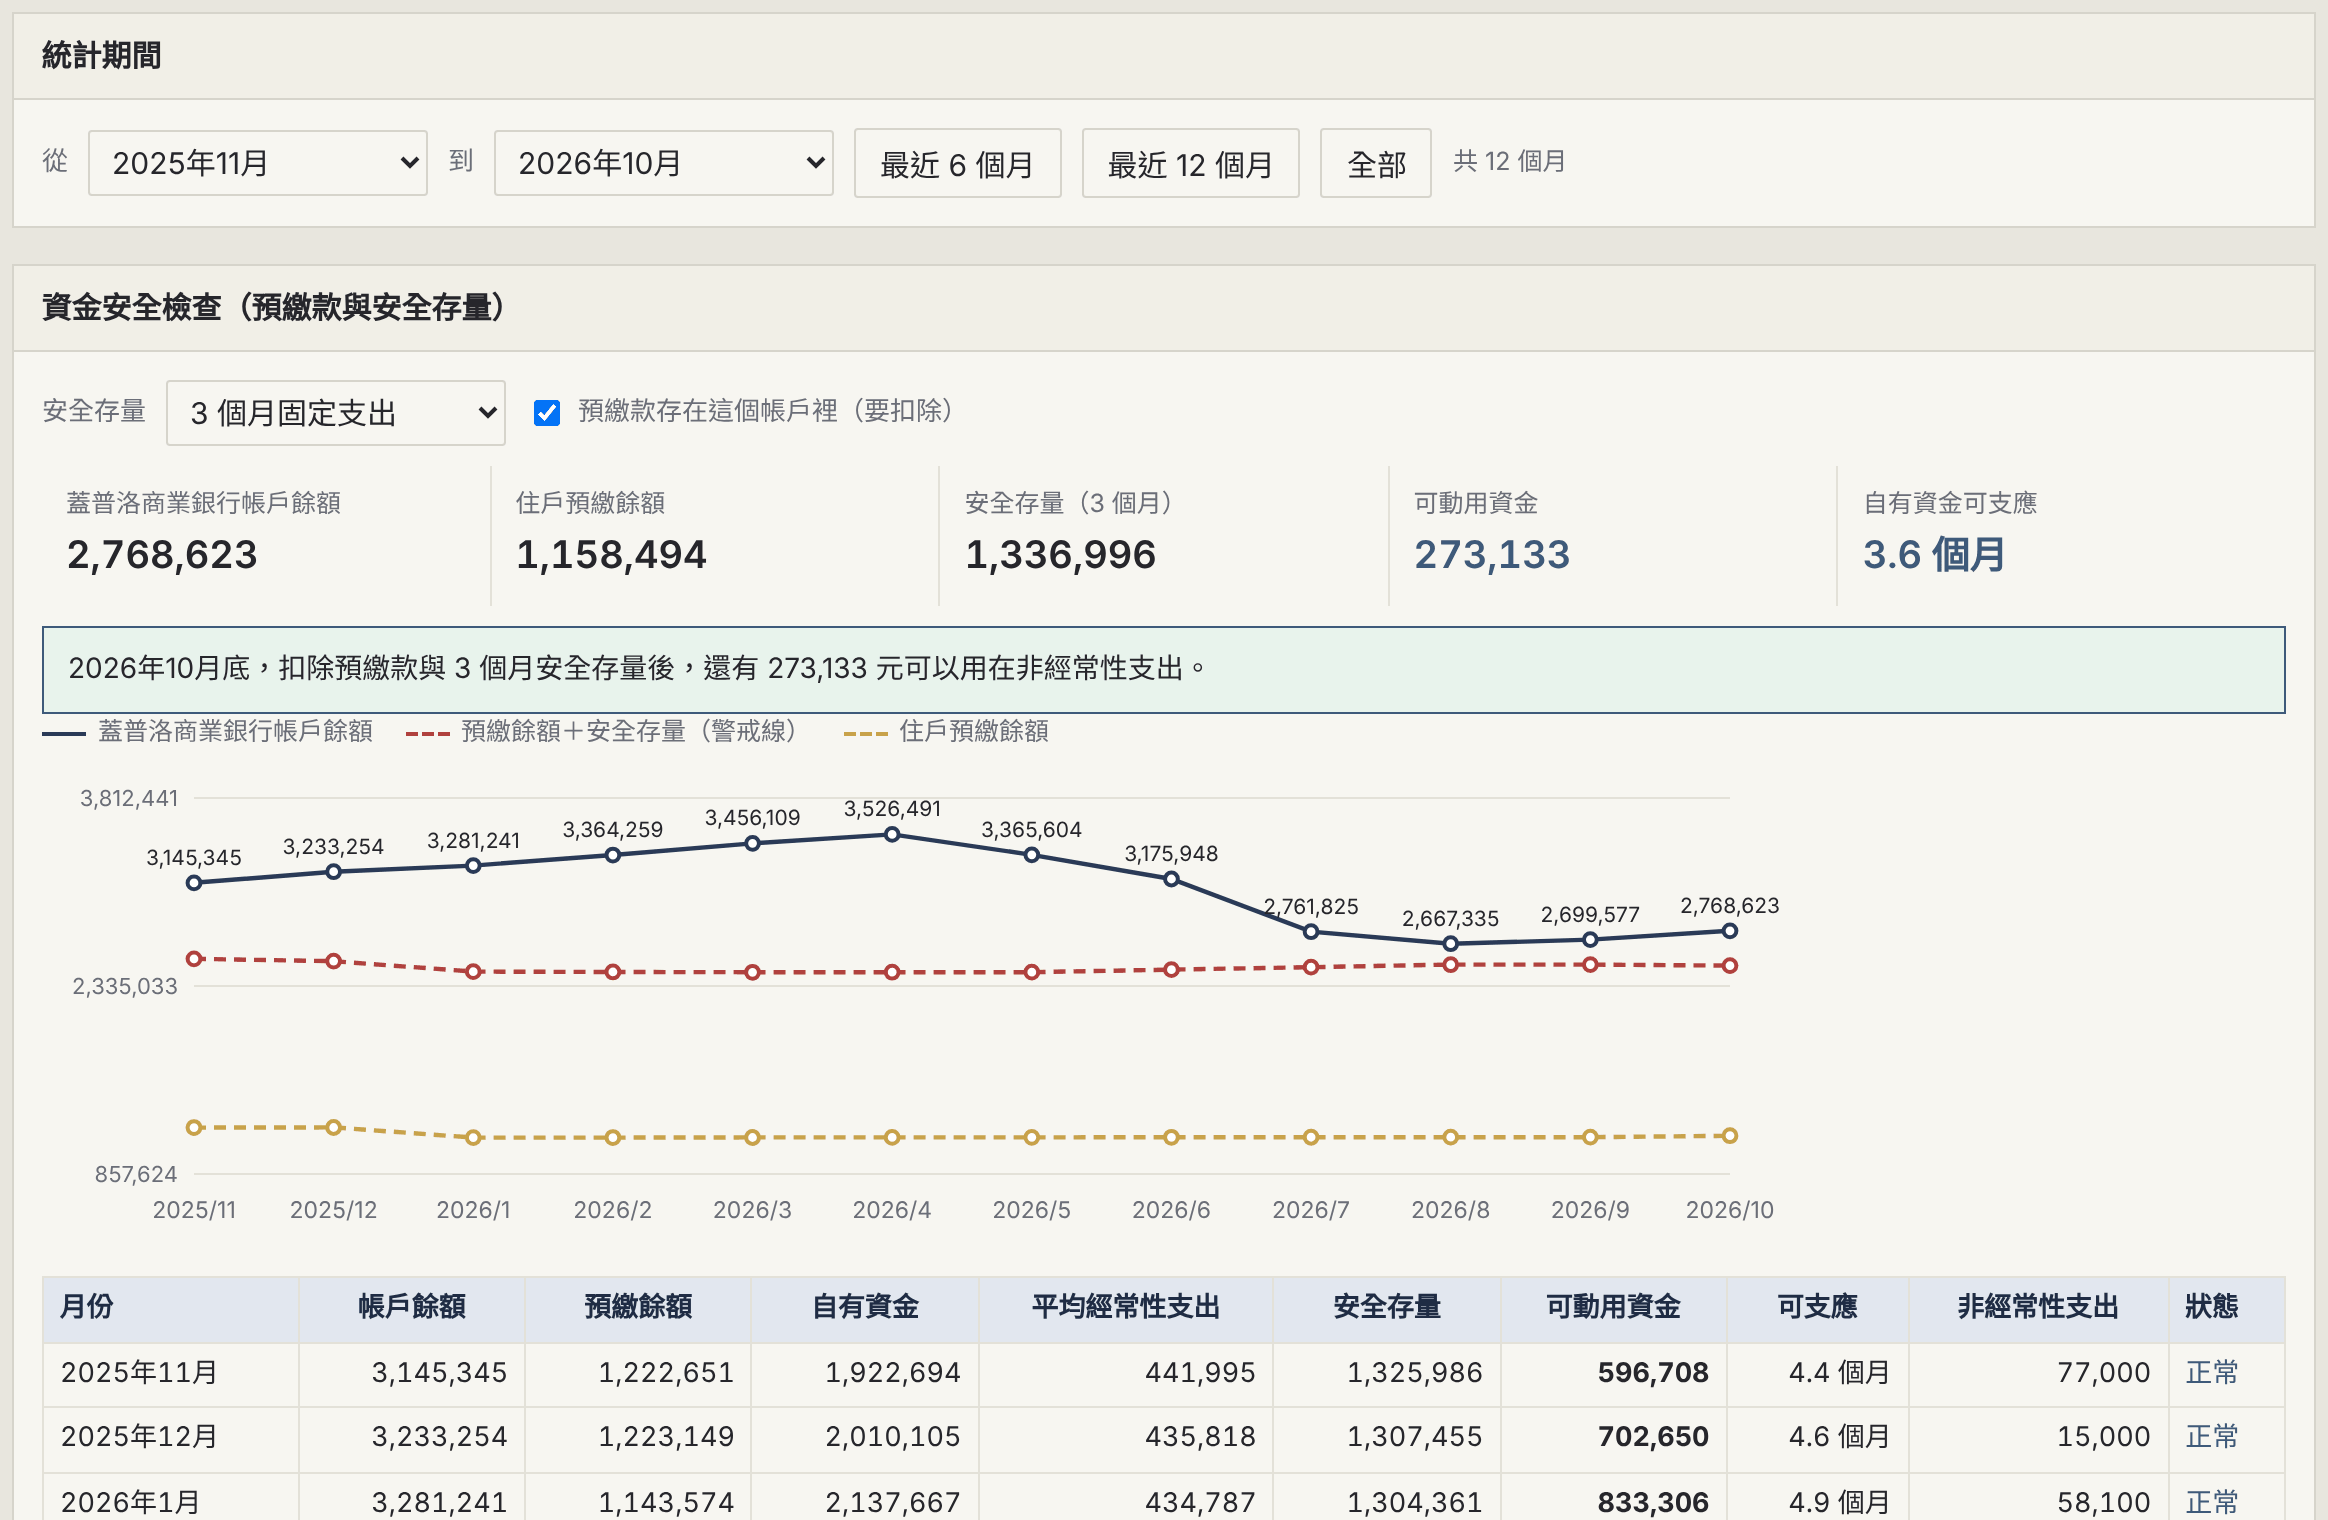 統計期間
從 2025年11月 到 2026年10月 最近 6 個月 最近 12 個月 全部 共 12 個月
資金安全檢查（預繳款與安全存量）
安全存量 3 個月固定支出 預繳款存在這個帳戶裡（要扣除）
蓋普洛商業銀行帳戶餘額 住戶預繳餘額 安全存量（3 個月） 可動用資金 自有資金可支應
2,768,623 1,158,494 1,336,996 273,133 3.6 個月
2026年10月底，扣除預繳款與 3 個月安全存量後，還有 273,133 元可以用在非經常性支出。
蓋普洛商業銀行帳戶餘額 預繳餘額＋安全存量（警戒線） 住戶預繳餘額
3,812,441
3,145,345 3,233,254 3,281,241 3,364,259 3,456,109 3,526,491 3,365,604 3,175,948 2,761,825 2,667,335 2,699,577 2,768,623
2,335,033
857,624
2025/11 2025/12 2026/1 2026/2 2026/3 2026/4 2026/5 2026/6 2026/7 2026/8 2026/9 2026/10
月份 帳戶餘額 預繳餘額 自有資金 平均經常性支出 安全存量 可動用資金 可支應 非經常性支出 狀態
2025年11月 3,145,345 1,222,651 1,922,694 441,995 1,325,986 596,708 4.4 個月 77,000 正常
2025年12月 3,233,254 1,223,149 2,010,105 435,818 1,307,455 702,650 4.6 個月 15,000 正常
2026年1月 3,281,241 1,143,574 2,137,667 434,787 1,304,361 833,306 4.9 個月 58,100 正常